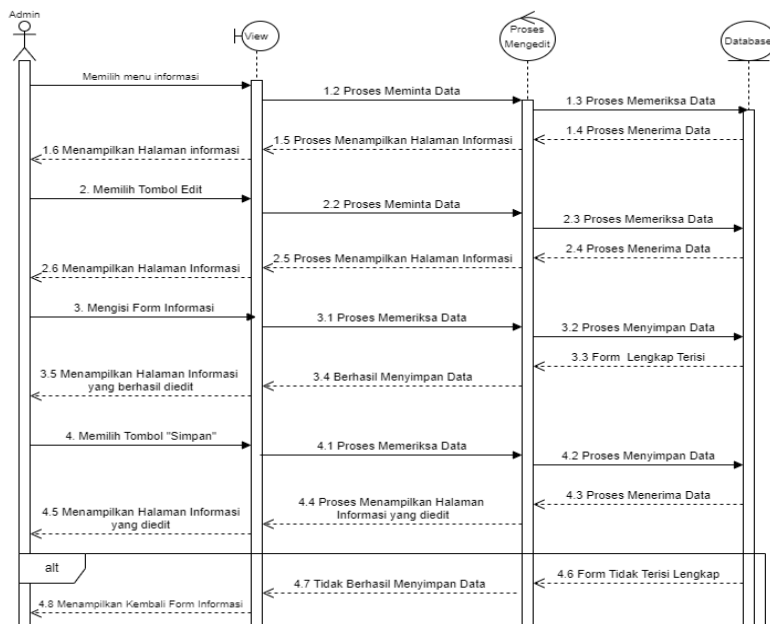 Admin
View
Proses
Mengedit
Database
Memilih menu informasi
1.2 Proses Meminta Data
1.3 Proses Memeriksa Data
1.4 Proses Menerima Data
1.5 Proses Menampilkan Halaman Informasi
1.6 Menampilkan Halaman informasi
2. Memilih Tombol Edit
2.2 Proses Meminta Data
2.3 Proses Memeriksa Data
2.4 Proses Menerima Data
2.5 Proses Menampilkan Halaman Informasi
2.6 Menampilkan Halaman Informasi
3. Mengisi Form Informasi
3.1 Proses Memeriksa Data
3.2 Proses Menyimpan Data
3.3 Form Lengkap Terisi
3.4 Berhasil Menyimpan Data
3.5 Menampilkan Halaman Informasi
yang berhasil diedit
4. Memilih Tombol "Simpan"
4.1 Proses Memeriksa Data
4.2 Proses Menyimpan Data
4.3 Proses Menerima Data
4.4 Proses Menampilkan Halaman
Informasi yang diedit
4.5 Menampilkan Halaman Informasi
yang diedit
alt
4.6 Form Tidak Terisi Lengkap
4.7 Tidak Berhasil Menyimpan Data
4.8 Menampilkan Kembali Form Informasi